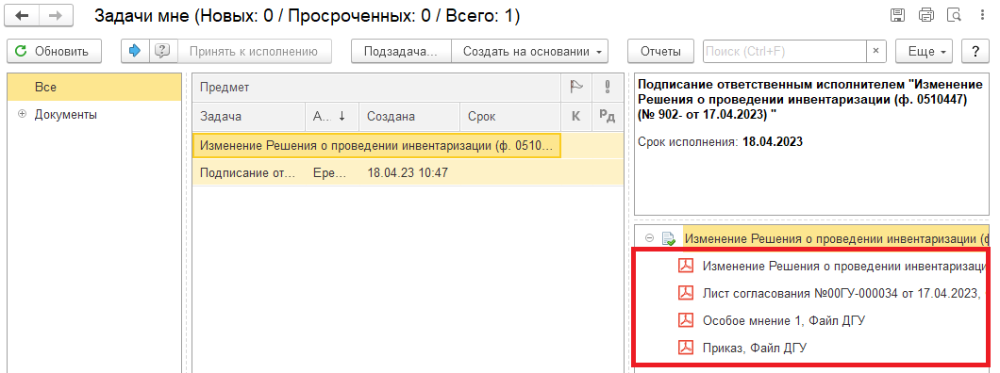 Задачи мне (Новых: 0 / Просроченных: 0 / Всего: 1)
Обновить
Принять к исполнению
Подзадача...
Создать на основании
Отчеты
Поиск (Ctrl+F)
×
Еще
?
Все
Документы
Предмет
Задача
А...
Создана
Срок
К
Рд
Изменение Решения о проведении инвентаризации (ф. 0510...
Подписание от...
Ере...
18.04.23 10:47
Подписание ответственным исполнителем "Изменение
Решения о проведении инвентаризации (ф. 0510447)
(№ 902- от 17.04.2023) "
Срок исполнения: 18.04.2023
Изменение Решения о проведении инвентаризации (ф
Изменение Решения о проведении инвентаризаци
Лист согласования №00ГУ-000034 от 17.04.2023,
Особое мнение 1, Файл ДГУ
Приказ, Файл ДГУ